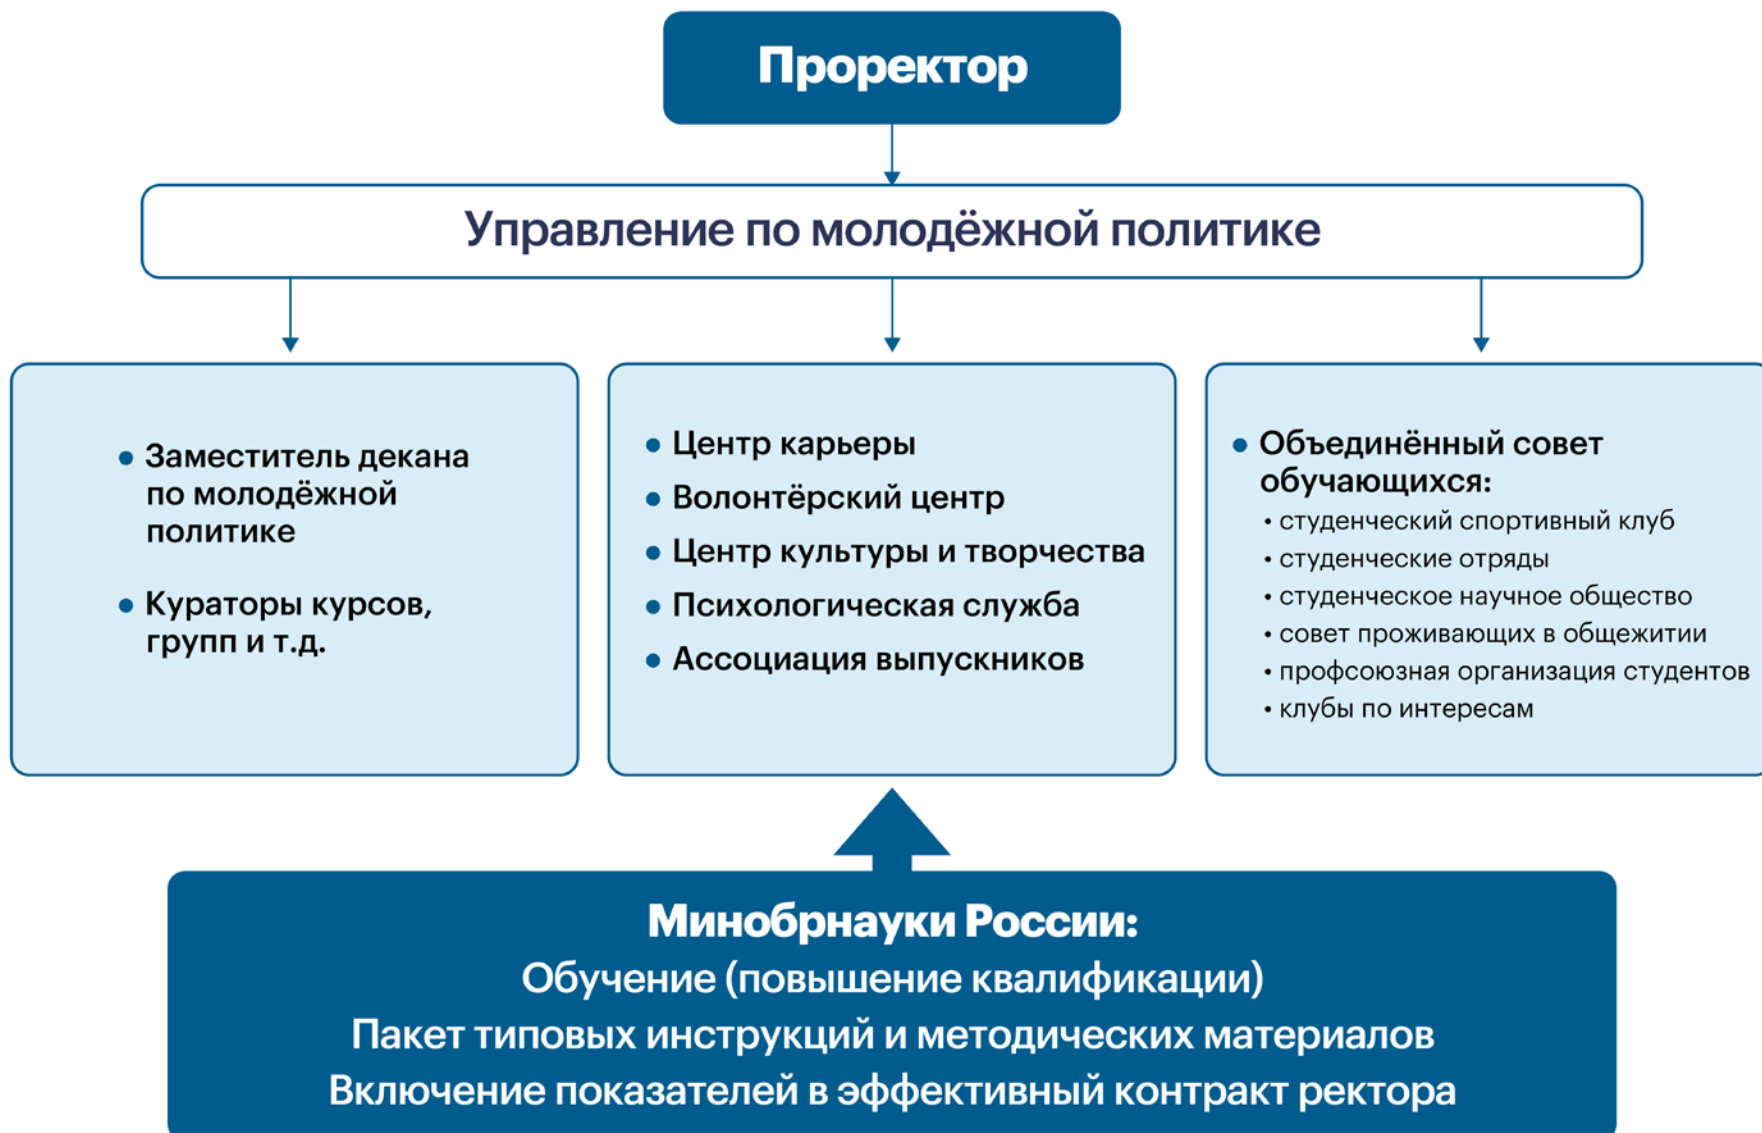 Проректор
Управление по молодёжной политике
• Заместитель декана
по молодёжной
политике
• Кураторы курсов,
групп и т.д.
• Центр карьеры
• Волонтёрский центр
• Центр культуры и творчества
• Психологическая служба
• Ассоциация выпускников
• Объединённый совет
обучающихся:
• студенческий спортивный клуб
• студенческие отряды
• студенческое научное общество
• совет проживающих в общежитии
• профсоюзная организация студентов
• клубы по интересам
Минобрнауки России:
Обучение (повышение квалификации)
Пакет типовых инструкций и методических материалов
Включение показателей в эффективный контракт ректора